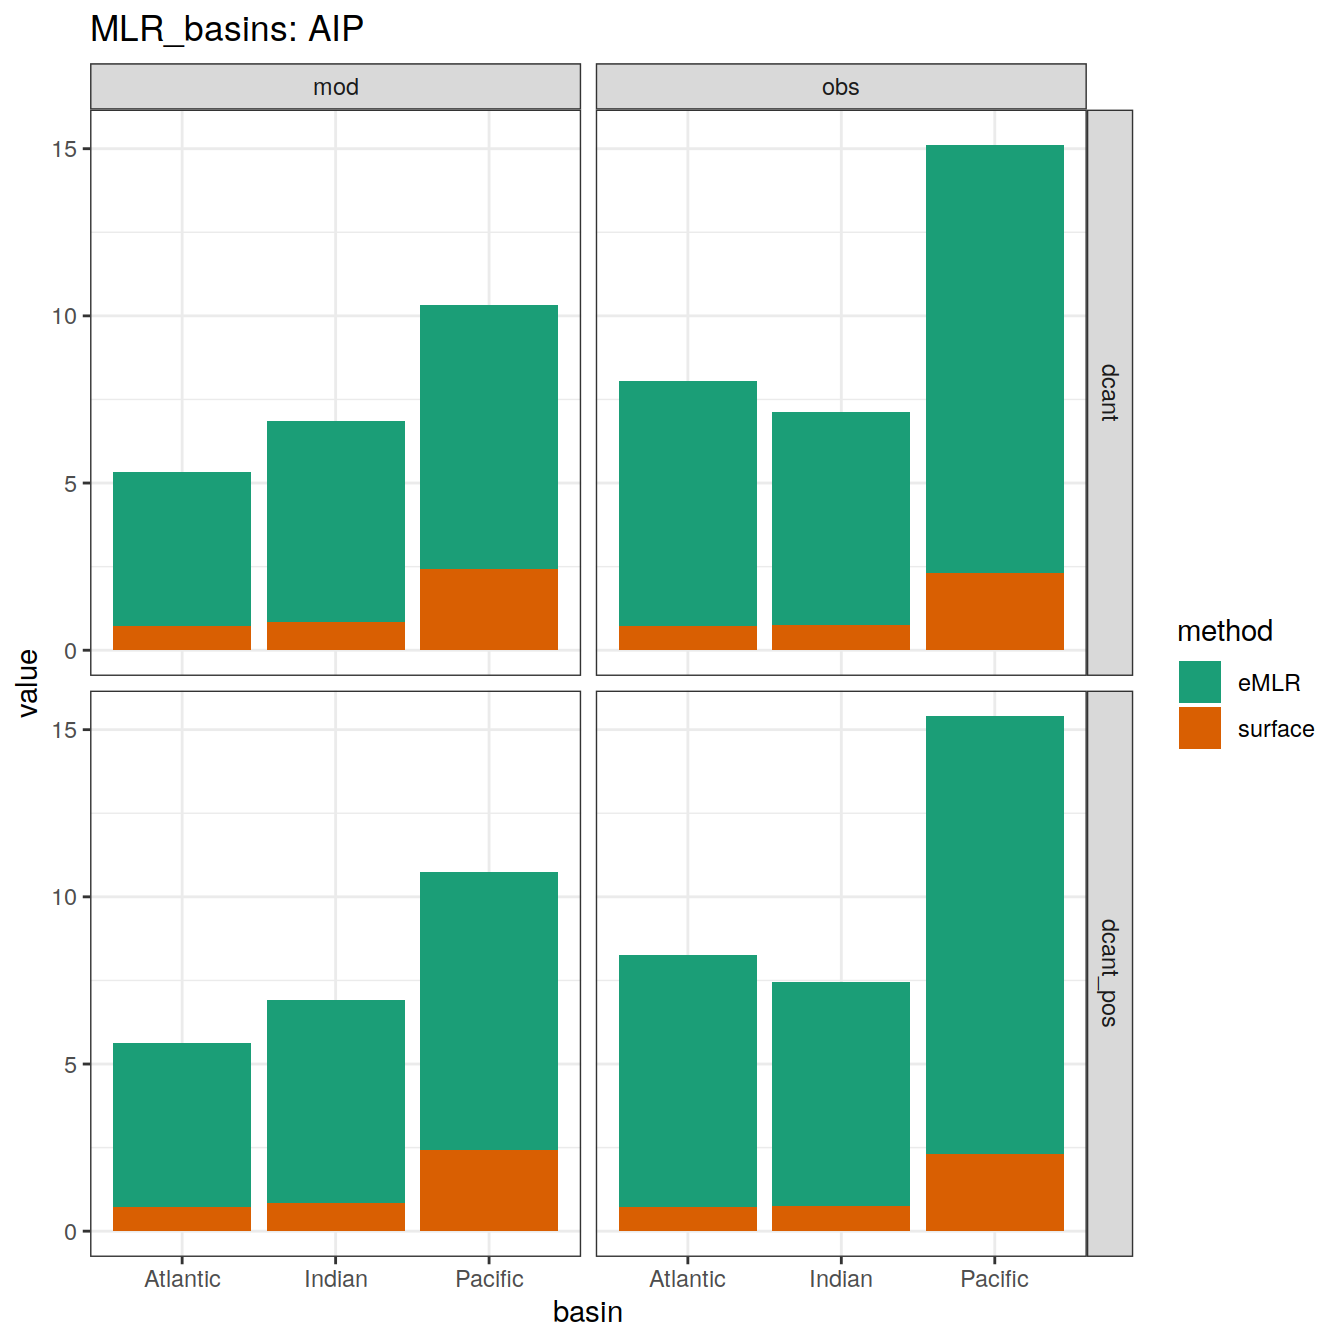 MLR_basins: AIP
mod
obs
15
10
5
0
dcant
15
10
5
0
dcant_pos
value
Atlantic
Indian
Pacific
Atlantic
Indian
Pacific
basin
method
eMLR
surface